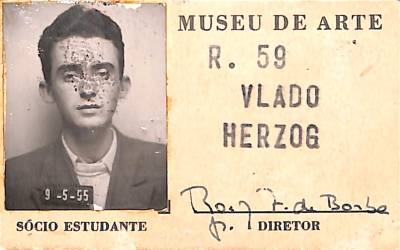 MUSEU DE ARTE
R. 59
VLADO
HERZOG
9 -5-55
SÓCIO ESTUDANTE
DIRETOR